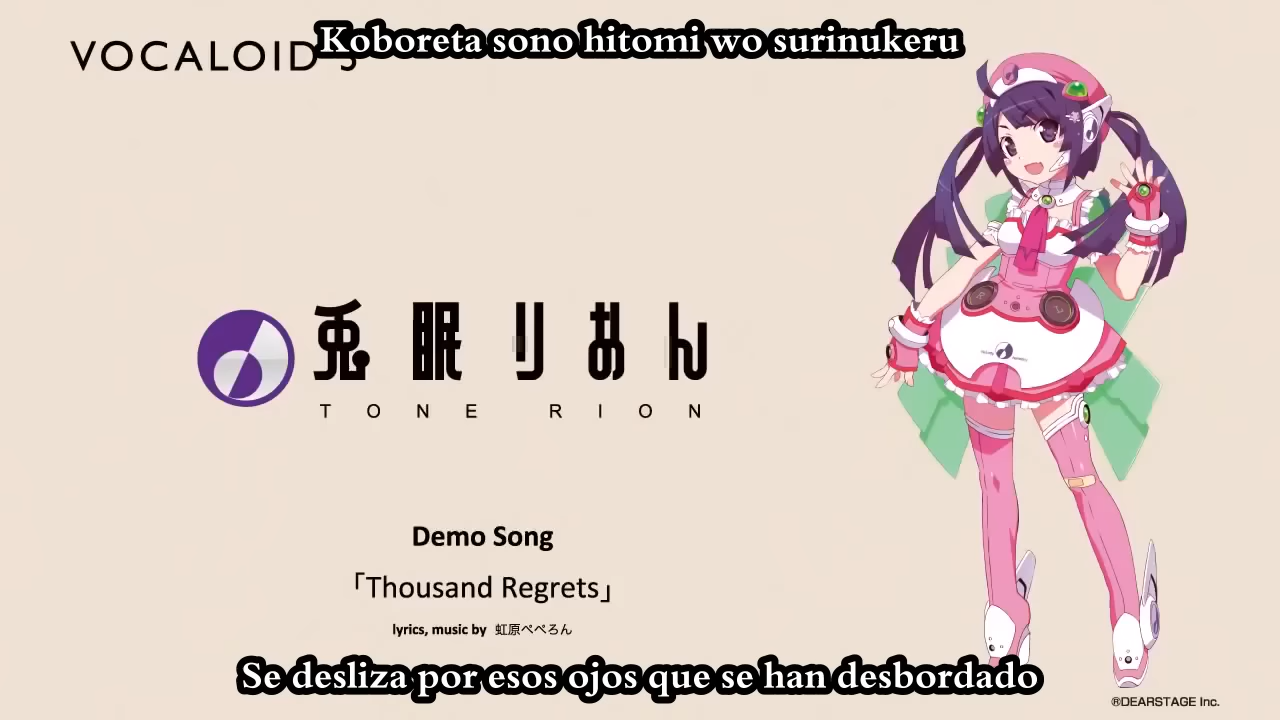 Koboreta sono hitomi wo surinukeru
VOCALOID 3
兎眠りおん
TONE RION
Demo Song
「Thousand Regrets」
lyrics, music by 虹原ぺぺろん
Se desliza por esos ojos que se han desbordado
®DEARSTAGE Inc.